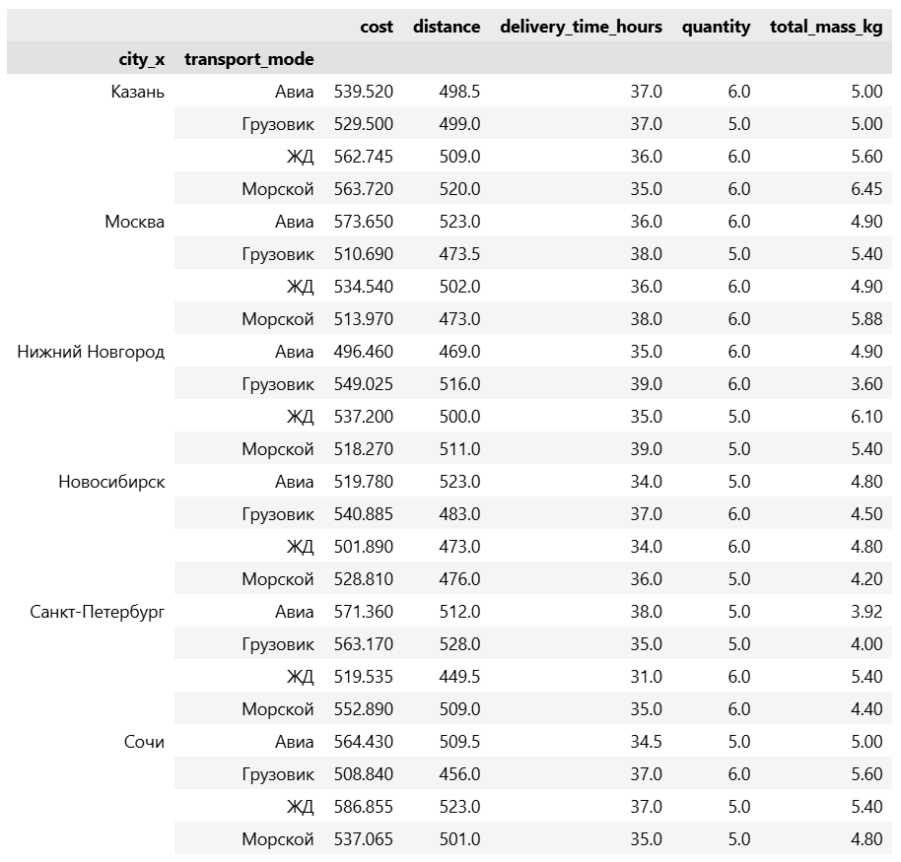 cost distance delivery_time_hours quantity total_mass_kg
city_x transport_mode
Казань Авиа 539.520 498.5 37.0 6.0 5.00
Грузовик 529.500 499.0 37.0 5.0 5.00
ЖД 562.745 509.0 36.0 6.0 5.60
Морской 563.720 520.0 35.0 6.0 6.45
Москва Авиа 573.650 523.0 36.0 6.0 4.90
Грузовик 510.690 473.5 38.0 5.0 5.40
ЖД 534.540 502.0 36.0 6.0 4.90
Морской 513.970 473.0 38.0 6.0 5.88
Нижний Новгород Авиа 496.460 469.0 35.0 6.0 4.90
Грузовик 549.025 516.0 39.0 6.0 3.60
ЖД 537.200 500.0 35.0 5.0 6.10
Морской 518.270 511.0 39.0 5.0 5.40
Новосибирск Авиа 519.780 523.0 34.0 5.0 4.80
Грузовик 540.885 483.0 37.0 6.0 4.50
ЖД 501.890 473.0 34.0 6.0 4.80
Морской 528.810 476.0 36.0 5.0 4.20
Санкт-Петербург Авиа 571.360 512.0 38.0 5.0 3.92
Грузовик 563.170 528.0 35.0 5.0 4.00
ЖД 519.535 449.5 31.0 6.0 5.40
Морской 552.890 509.0 35.0 6.0 4.40
Сочи Авиа 564.430 509.5 34.5 5.0 5.00
Грузовик 508.840 456.0 37.0 6.0 5.60
ЖД 586.855 523.0 37.0 5.0 5.40
Морской 537.065 501.0 35.0 5.0 4.80